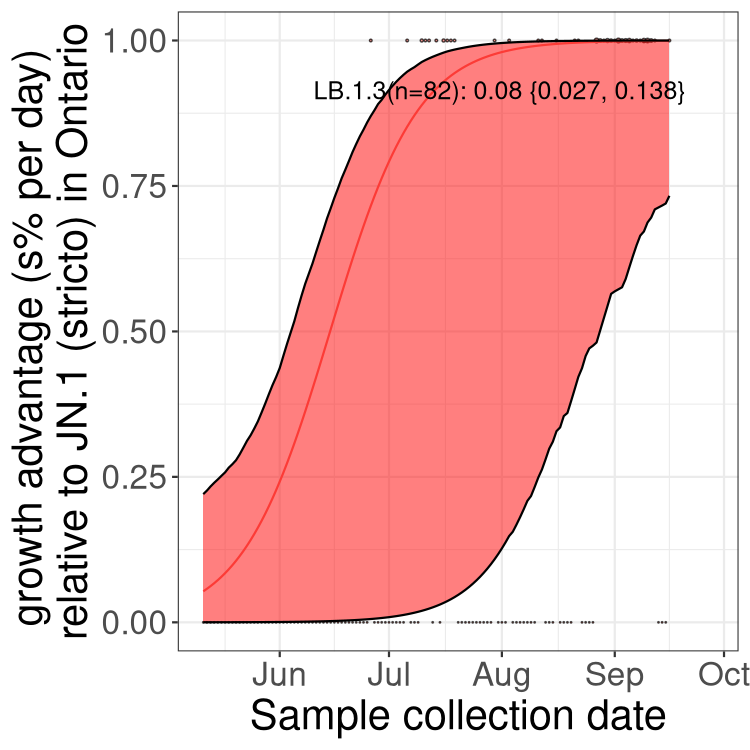 growth advantage (s% per day)
relative to JN.1 (stricto) in Ontario
1.00
0.75
0.50
0.25
0.00
LB.1.3(n=82): 0.08 {0.027, 0.138}
Jun Jul Aug Sep Oct
Sample collection date